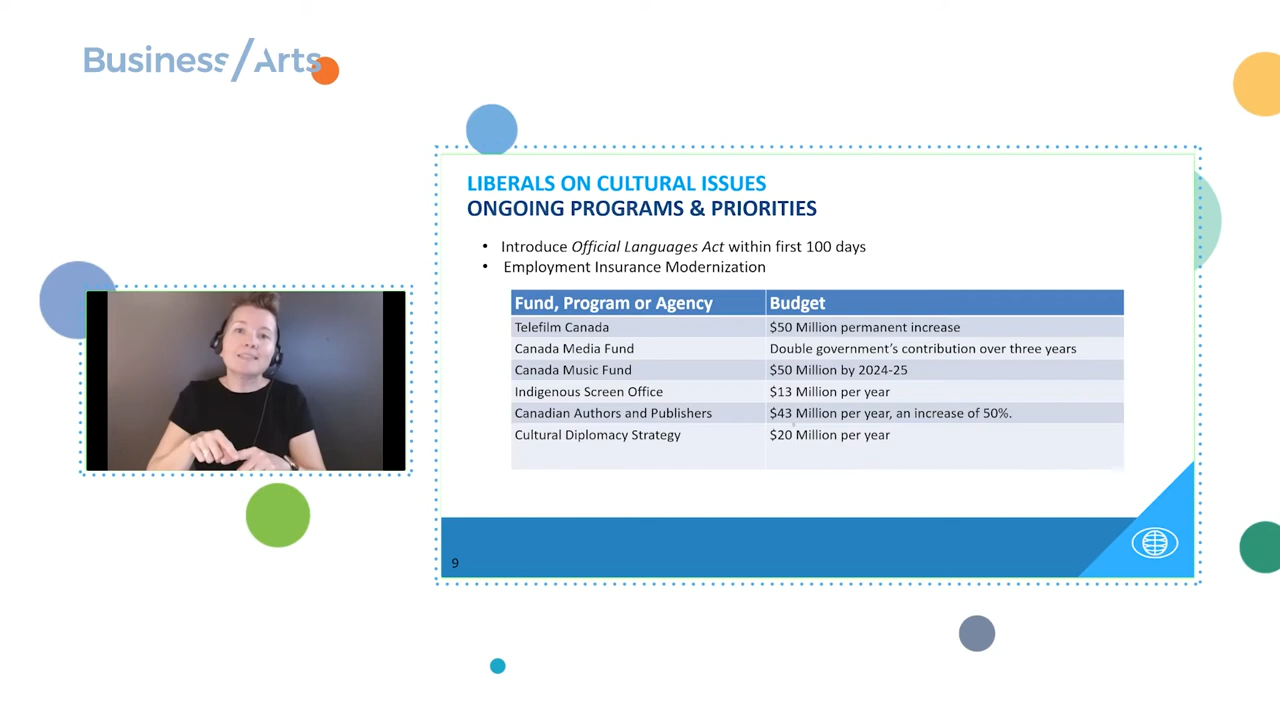 Business/Arts
LIBERALS ON CULTURAL ISSUES
ONGOING PROGRAMS & PRIORITIES
• Introduce Official Languages Act within first 100 days
• Employment Insurance Modernization
Fund, Program or Agency Budget
Telefilm Canada $50 Million permanent increase
Canada Media Fund Double government’s contribution over three years
Canada Music Fund $50 Million by 2024-25
Indigenous Screen Office $13 Million per year
Canadian Authors and Publishers $43 Million per year, an increase of 50%.
Cultural Diplomacy Strategy $20 Million per year
9